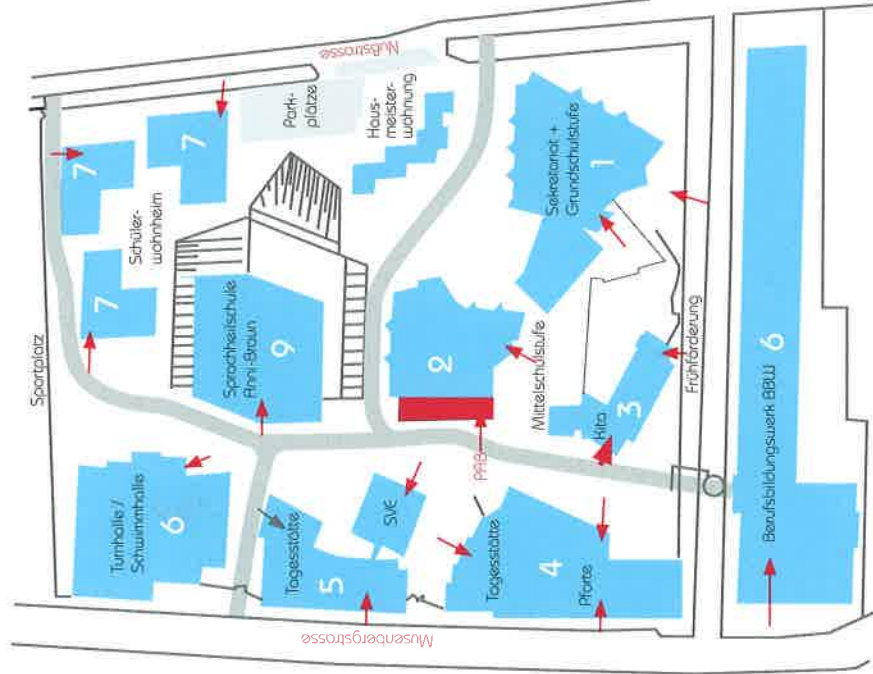 Sportplatz
Turnhalle /
Schwimmhalle
6
Schüler-
wohnheim
7
7
7
Nußstrasse
Park-
plätze
Haus-
meister-
wohnung
Sprachheilschule
Anni-Braun
9
Tagesstätte
5
SVE
Musenbergstrasse
Tagesstätte
4
Pforte
PAB
2
Mittelschulstufe
Sekretariat +
Grundschulstufe
1
Kita
3
Frühförderung
Berufsbildungswerk BBW
6